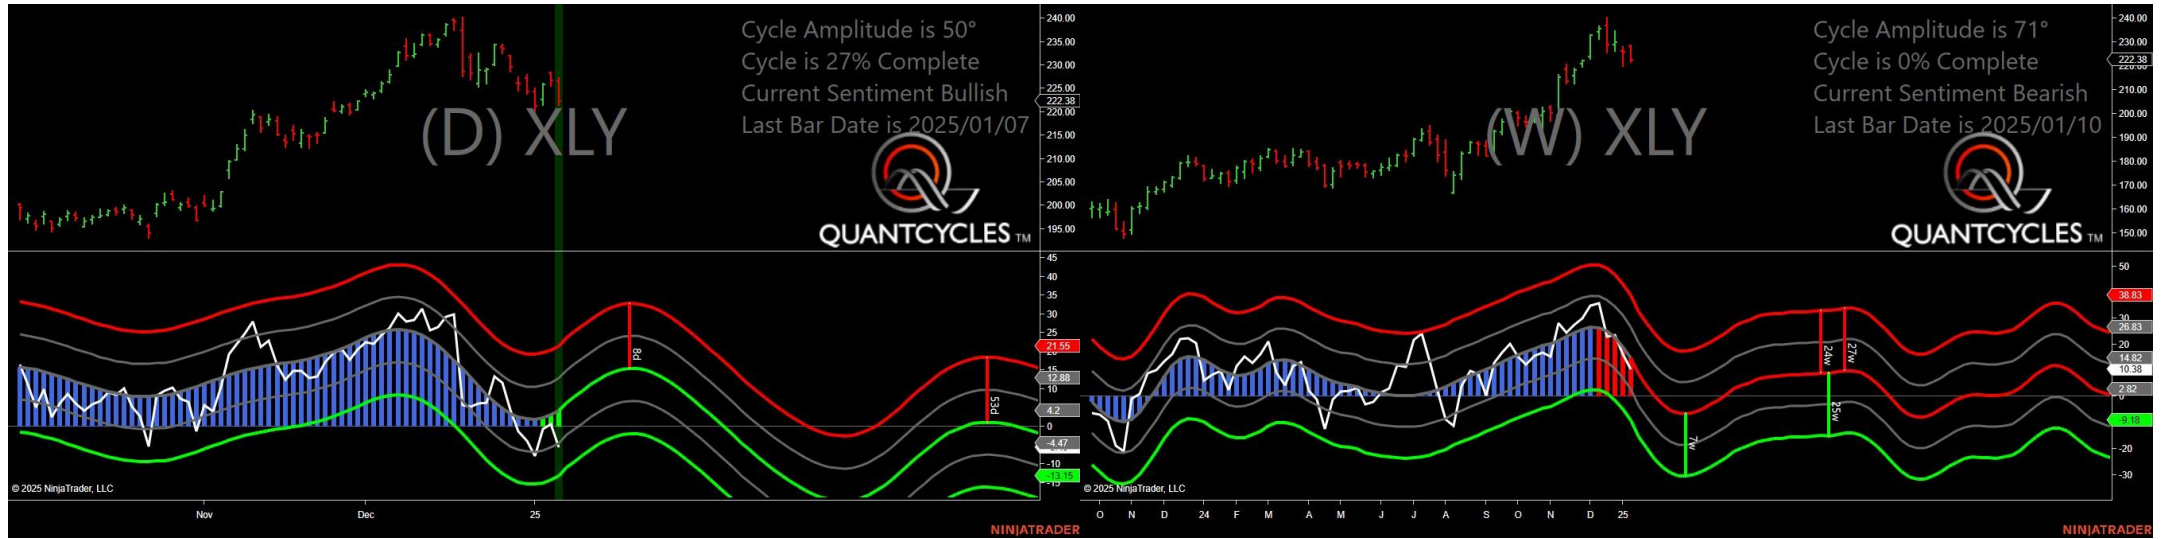 Cycle Amplitude is 50°
Cycle is 27% Complete
Current Sentiment Bullish
Last Bar Date is 2025/01/07
(D) XLY
QUANTCYCLES TM
240.00
235.00
230.00
225.00
222.38
220.00
215.00
210.00
205.00
200.00
195.00
45
40
35
30
25
21.55
15
12.88
10
4.2
0
-4.47
-10
-13.15
8d
53d
© 2025 NinjaTrader, LLC
Nov
Dec
25
NINJATRADER
Cycle Amplitude is 71°
Cycle is 0% Complete
Current Sentiment Bearish
Last Bar Date is 2025/01/10
(W) XLY
QUANTCYCLES TM
240.00
230.00
222.38
210.00
200.00
190.00
180.00
170.00
160.00
150.00
50
38.83
30
26.83
20
14.82
10.38
2.82
0
-9.18
-20
-30
7w
24w
25w
27w
© 2025 NinjaTrader, LLC
O N D 24 F M A M J J A S O N D 25
NINJATRADER